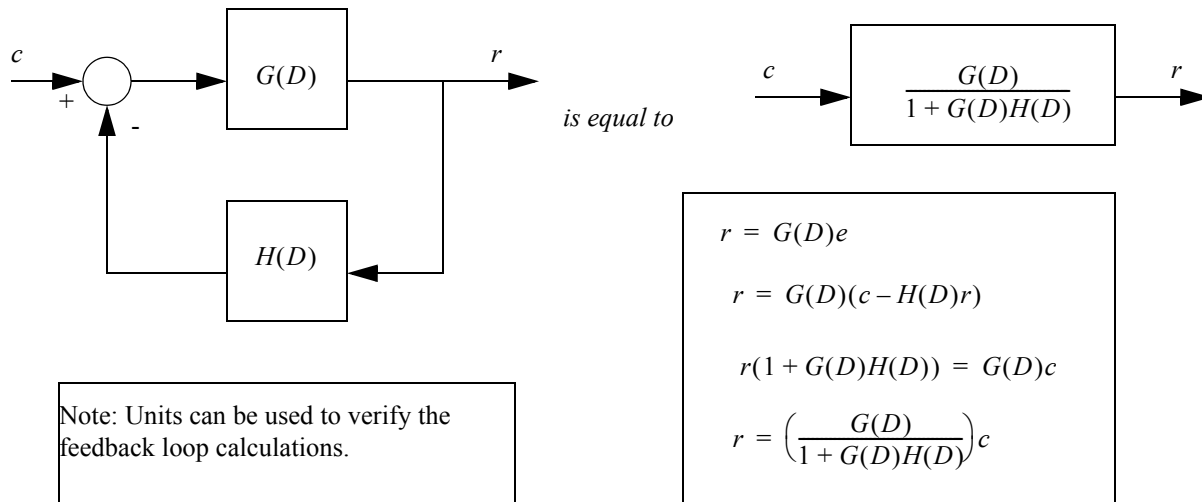 c
+
-
G(D)
r
H(D)
is equal to
c
G(D)
1 + G(D)H(D)
r
Note: Units can be used to verify the
feedback loop calculations.
r = G(D)e
r = G(D)(c – H(D)r)
r(1 + G(D)H(D)) = G(D)c
r = (G(D) / 1 + G(D)H(D))c